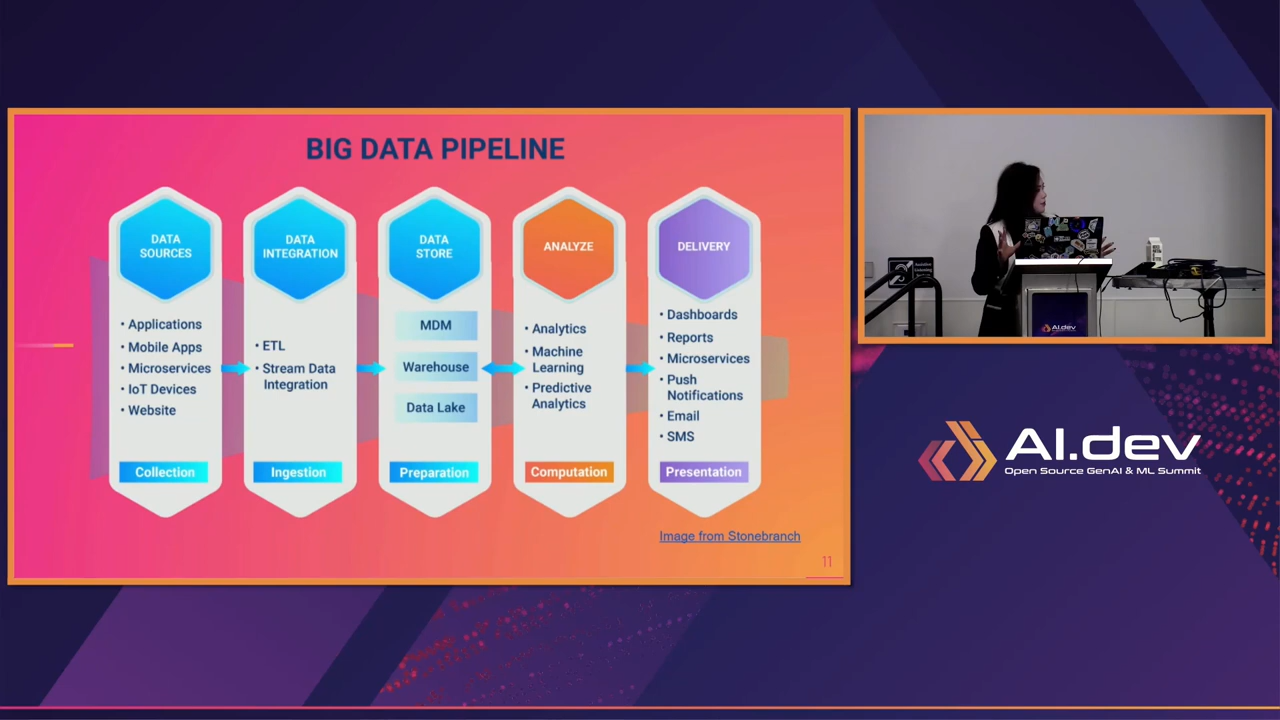 BIG DATA PIPELINE
DATA
SOURCES
• Applications
• Mobile Apps
• Microservices
• IoT Devices
• Website
Collection
DATA
INTEGRATION
• ETL
• Stream Data
Integration
Ingestion
DATA
STORE
MDM
Warehouse
Data Lake
Preparation
ANALYZE
• Analytics
• Machine
Learning
• Predictive
Analytics
Computation
DELIVERY
• Dashboards
• Reports
• Microservices
• Push
Notifications
• Email
• SMS
Presentation
Image from Stonebranch
11
AI.dev
AI.dev
Open Source GenAI & ML Summit